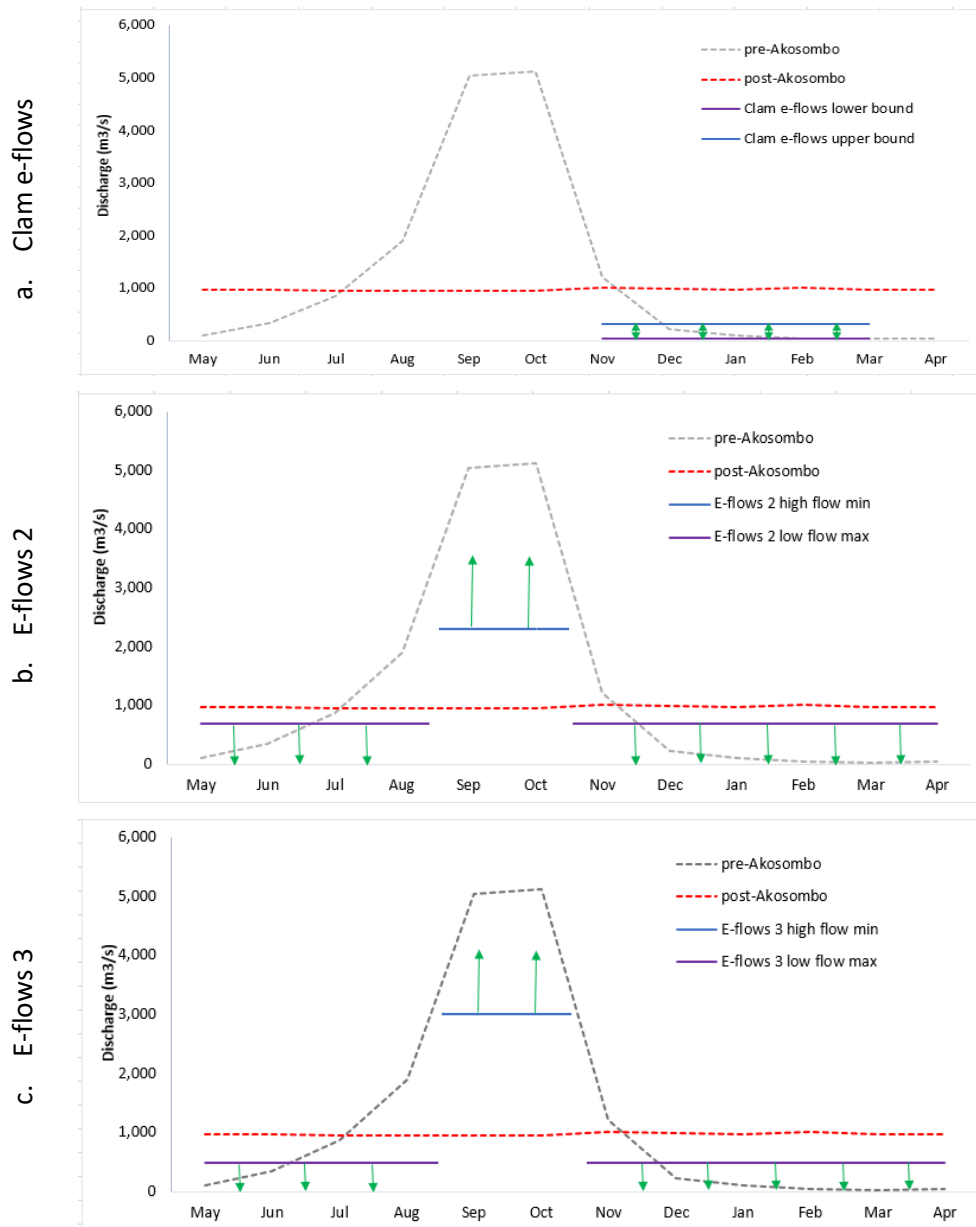 a. Clam e-flows
Discharge (m3/s)
6,000
5,000
4,000
3,000
2,000
1,000
0
pre-Akosombo
post-Akosombo
Clam e-flows lower bound
Clam e-flows upper bound
May Jun Jul Aug Sep Oct Nov Dec Jan Feb Mar Apr
b. E-flows 2
Discharge (m3/s)
6,000
5,000
4,000
3,000
2,000
1,000
0
pre-Akosombo
post-Akosombo
E-flows 2 high flow min
E-flows 2 low flow max
May Jun Jul Aug Sep Oct Nov Dec Jan Feb Mar Apr
c. E-flows 3
Discharge (m3/s)
6,000
5,000
4,000
3,000
2,000
1,000
0
pre-Akosombo
post-Akosombo
E-flows 3 high flow min
E-flows 3 low flow max
May Jun Jul Aug Sep Oct Nov Dec Jan Feb Mar Apr